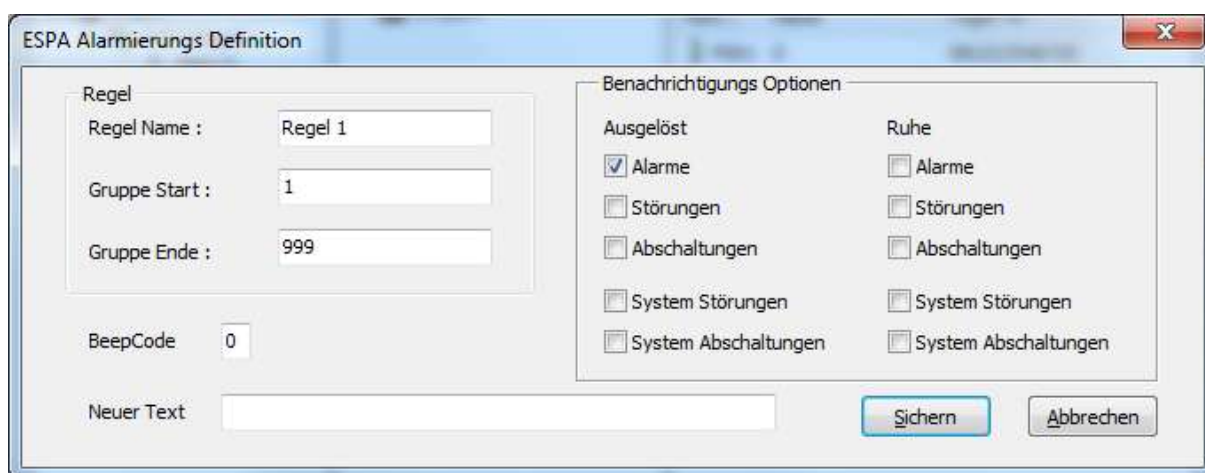 ESPA Alarmierungs Definition
x
Regel
Regel Name :
Regel 1
Gruppe Start :
1
Gruppe Ende :
999
BeepCode
0
Neuer Text
Benachrichtigungs Optionen
Ausgelöst
Ruhe
Alarme
Alarme
Störungen
Störungen
Abschaltungen
Abschaltungen
System Störungen
System Störungen
System Abschaltungen
System Abschaltungen
Sichern
Abbrechen